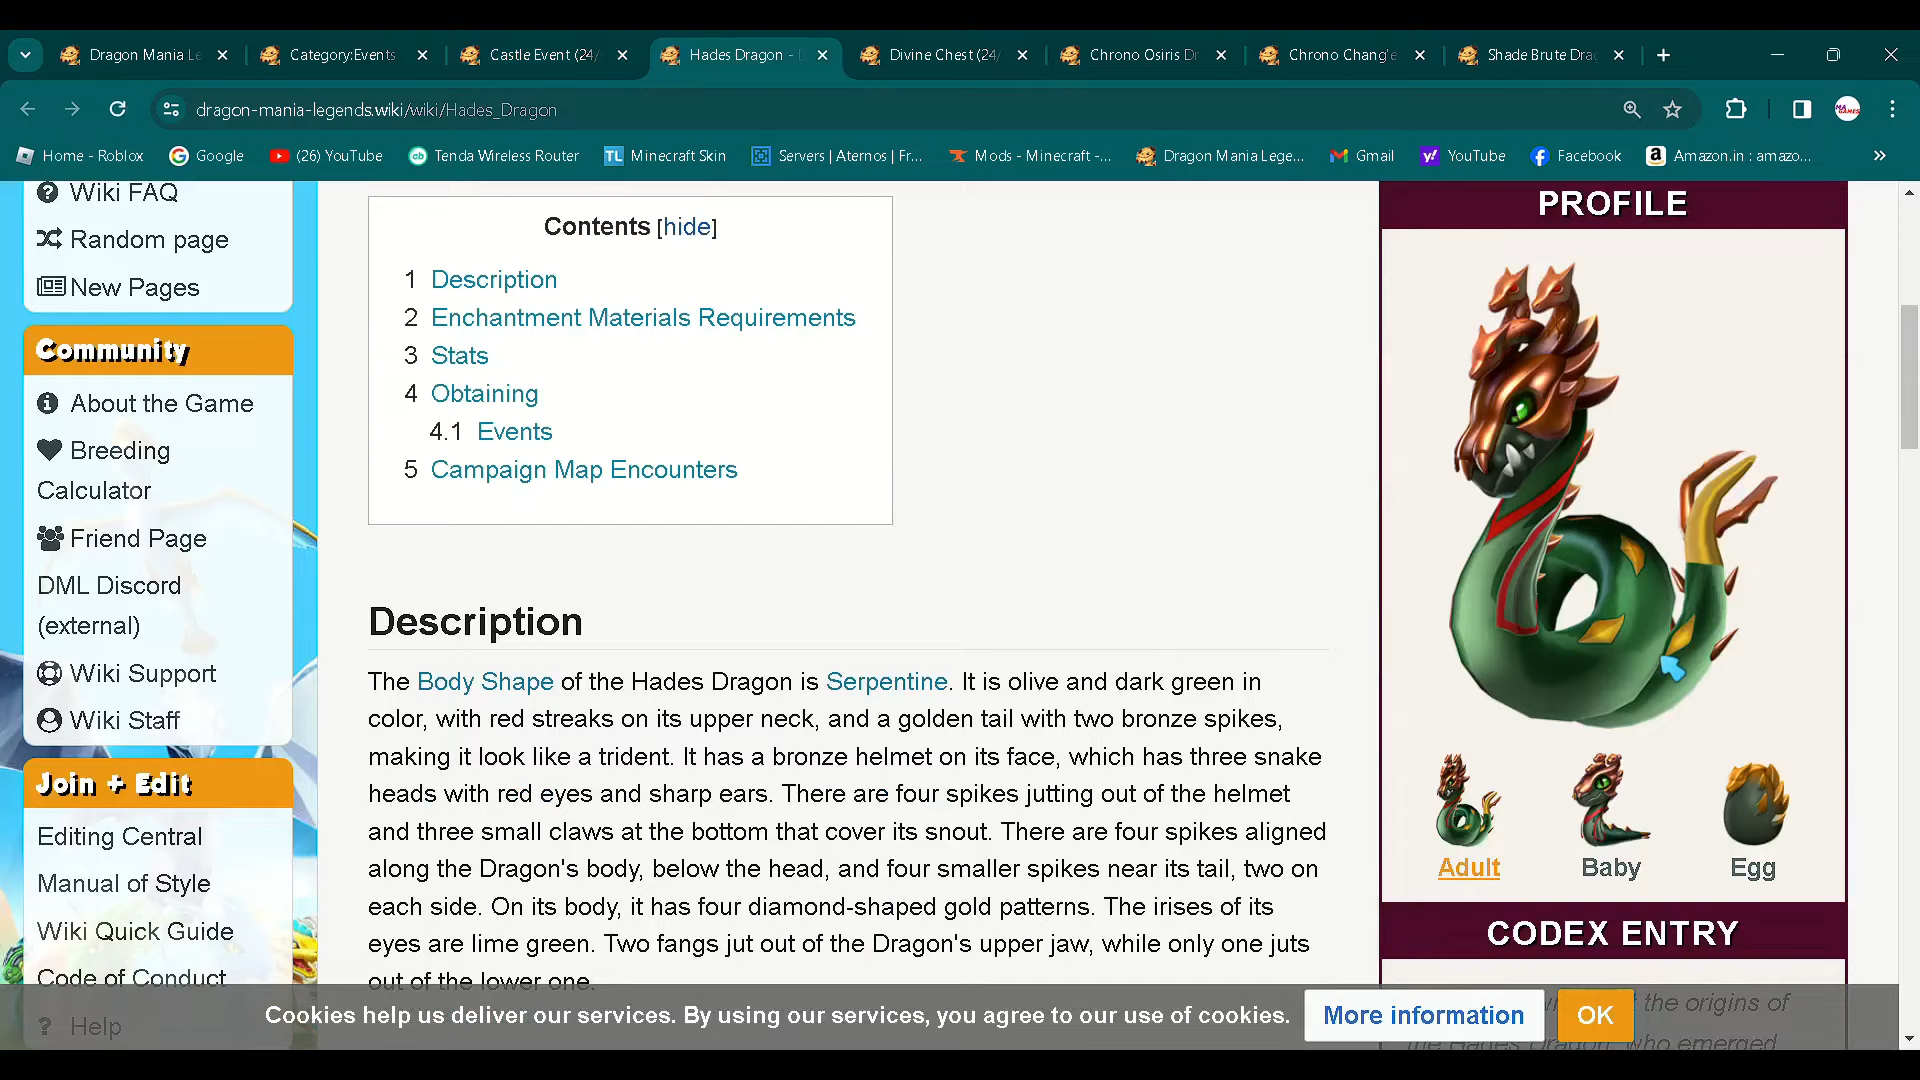 Dragon Mania Le
Category:Events
Castle Event (24/
Hades Dragon -
Divine Chest (24/
Chrono Osiris Dr
Chrono Chang'e
Shade Brute Drag
dragon-mania-legends.wiki/wiki/Hades_Dragon
Home - Roblox
Google
(26) YouTube
Tenda Wireless Router
TL Minecraft Skin
Servers | Aternos | Fr...
Mods - Minecraft -...
Dragon Mania Lege...
Gmail
YouTube
Facebook
Amazon.in : amazo...
Wiki FAQ
Random page
New Pages
Community
About the Game
Breeding
Calculator
Friend Page
DML Discord
(external)
Wiki Support
Wiki Staff
Join + Edit
Editing Central
Manual of Style
Wiki Quick Guide
Code of Conduct
Help
Contents [hide]
1 Description
2 Enchantment Materials Requirements
3 Stats
4 Obtaining
4.1 Events
5 Campaign Map Encounters
Description
The Body Shape of the Hades Dragon is Serpentine. It is olive and dark green in
color, with red streaks on its upper neck, and a golden tail with two bronze spikes,
making it look like a trident. It has a bronze helmet on its face, which has three snake
heads with red eyes and sharp ears. There are four spikes jutting out of the helmet
and three small claws at the bottom that cover its snout. There are four spikes aligned
along the Dragon's body, below the head, and four smaller spikes near its tail, two on
each side. On its body, it has four diamond-shaped gold patterns. The irises of its
eyes are lime green. Two fangs jut out of the Dragon's upper jaw, while only one juts
out of the lower one.
PROFILE
Adult
Baby
Egg
CODEX ENTRY
the origins of
the Hades Dragon, who emerged
Cookies help us deliver our services. By using our services, you agree to our use of cookies.
More information
OK